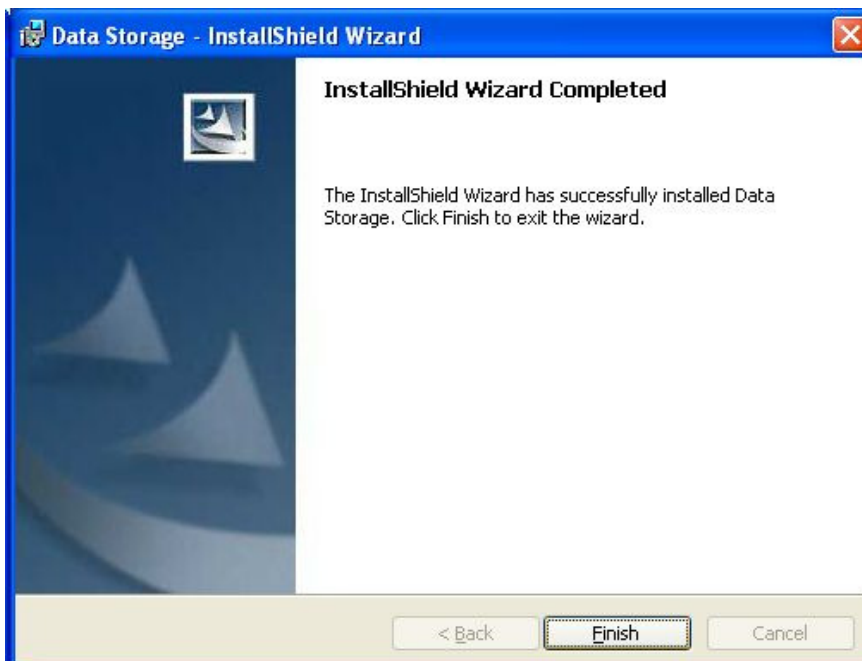 Data Storage - InstallShield Wizard
InstallShield Wizard Completed
The InstallShield Wizard has successfully installed Data
Storage. Click Finish to exit the wizard.
< Back Finish Cancel